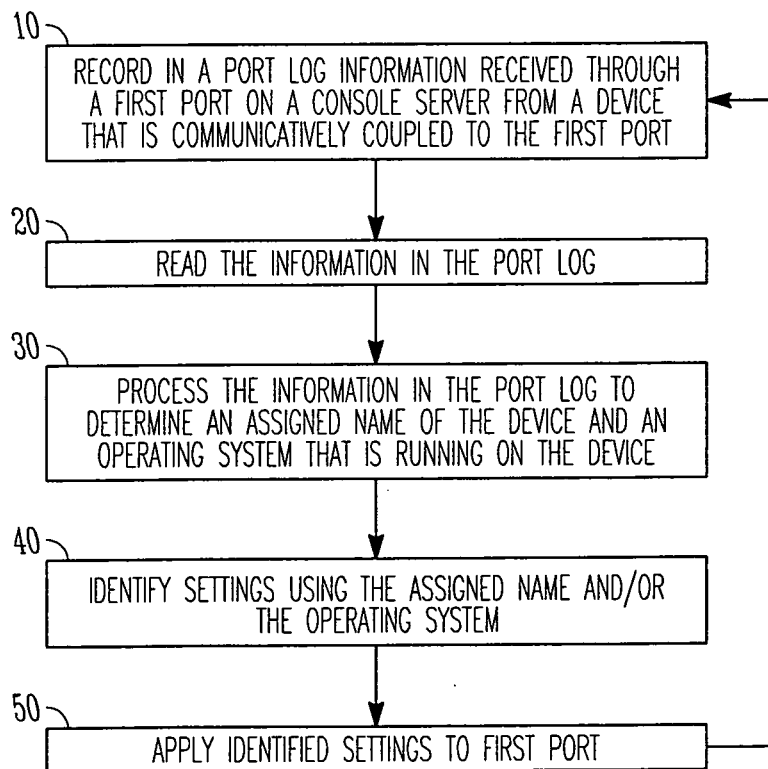 10
RECORD IN A PORT LOG INFORMATION RECEIVED THROUGH
A FIRST PORT ON A CONSOLE SERVER FROM A DEVICE
THAT IS COMMUNICATIVELY COUPLED TO THE FIRST PORT
20
READ THE INFORMATION IN THE PORT LOG
30
PROCESS THE INFORMATION IN THE PORT LOG TO
DETERMINE AN ASSIGNED NAME OF THE DEVICE AND AN
OPERATING SYSTEM THAT IS RUNNING ON THE DEVICE
40
IDENTIFY SETTINGS USING THE ASSIGNED NAME AND/OR
THE OPERATING SYSTEM
50
APPLY IDENTIFIED SETTINGS TO FIRST PORT